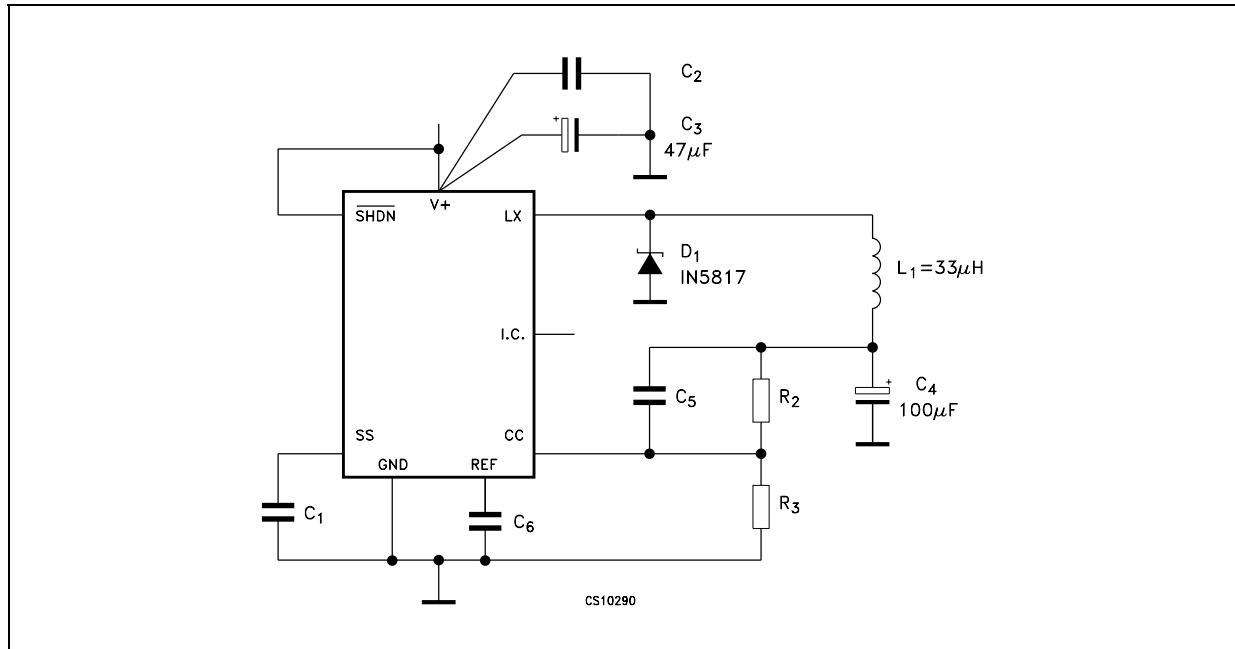 C2
+
C3
47μF
SHDN
V+
LX
D1
IN5817
L1=33μH
I.C.
C5
R2
+
C4
100μF
SS
CC
GND
REF
C1
C6
R3
CS10290